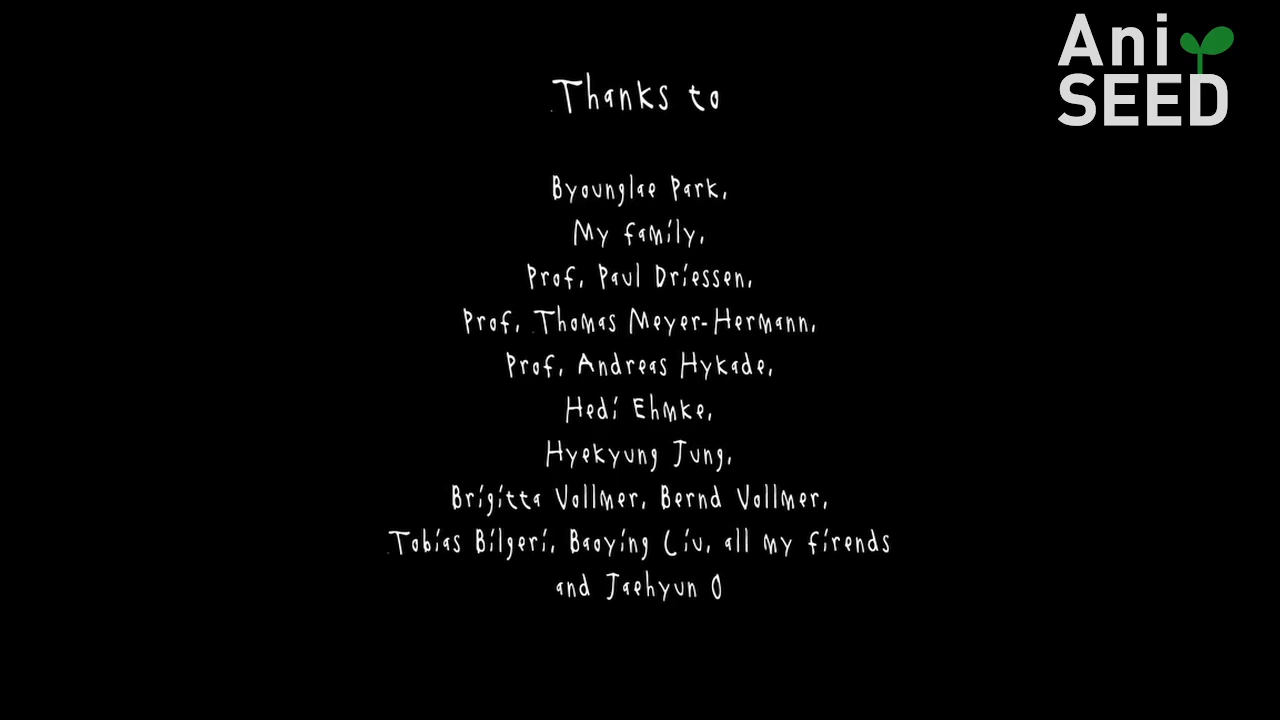 Ani
SEED
Thanks to
Byounglae Park,
My family,
Prof. Paul Driessen,
Prof. Thomas Meyer-Hermann,
Prof. Andreas Hykade,
Hedi Ehmke,
Hyekyung Jung,
Brigitta Vollmer, Bernd Vollmer,
Tobias Bilgeri, Baoying Liu, all my firends
and Jaehyun O